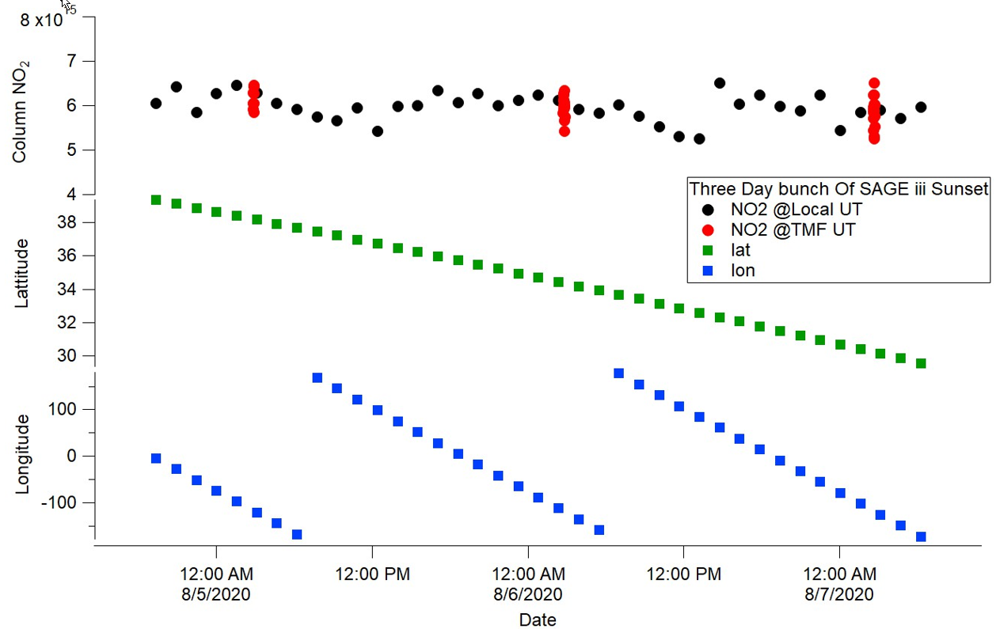 8 x10¹⁵
7
6
5
4
Column NO₂
38
36
34
32
30
Lattitude
100
0
-100
Longitude
Three Day bunch Of SAGE iii Sunset
NO2 @Local UT
NO2 @TMF UT
lat
lon
12:00 AM 12:00 PM 12:00 AM 12:00 PM 12:00 AM
8/5/2020 8/6/2020 8/7/2020
Date